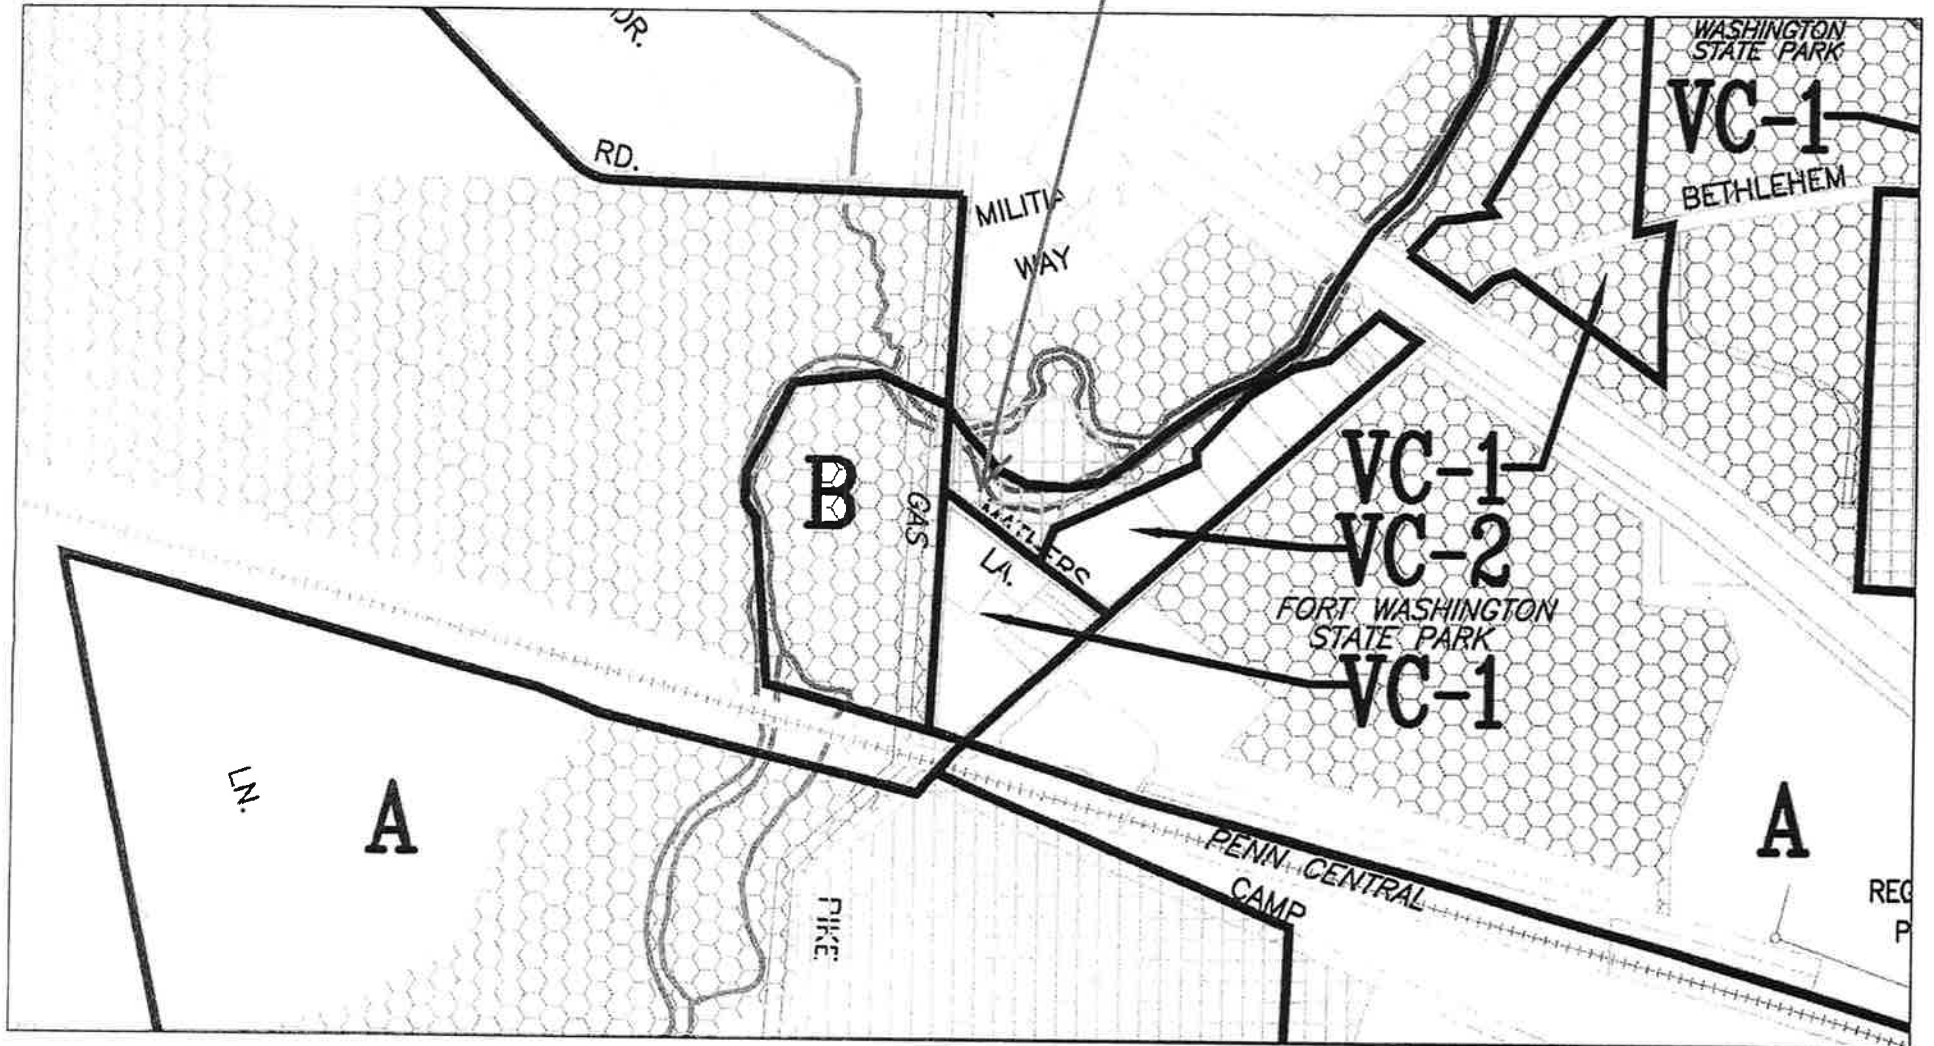 DR.
WASHINGTON
STATE PARK
VC-1
RD.
BETHLEHEM
MILITIA
WAY
B
GAS
VC-1
MATHERS
LA.
VC-2
FORT WASHINGTON
STATE PARK
VC-1
LN.
A
A
PENN CENTRAL
CAMP
PIKE
REG
P